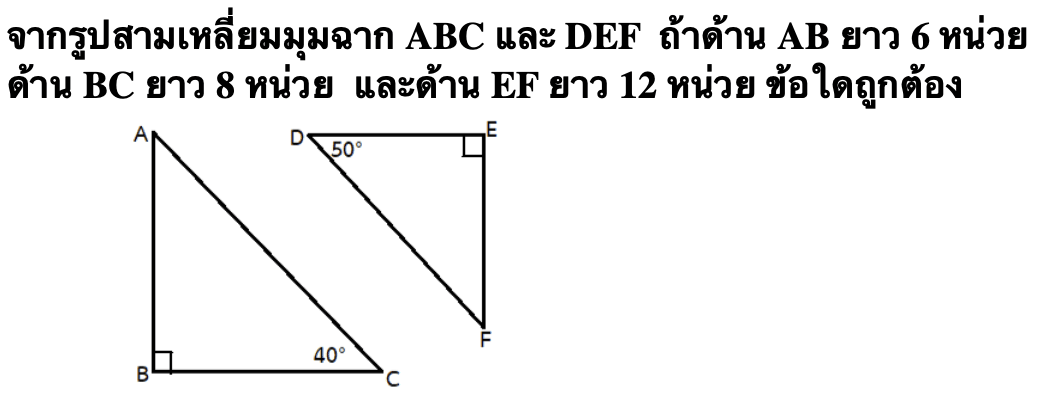 จากรูปสามเหลี่ยมมุมฉาก ABC และ DEF ถ้าด้าน AB ยาว 6 หน่วย
ด้าน BC ยาว 8 หน่วย และด้าน EF ยาว 12 หน่วย ข้อใดถูกต้อง
A D E
50°
F
40°
B C